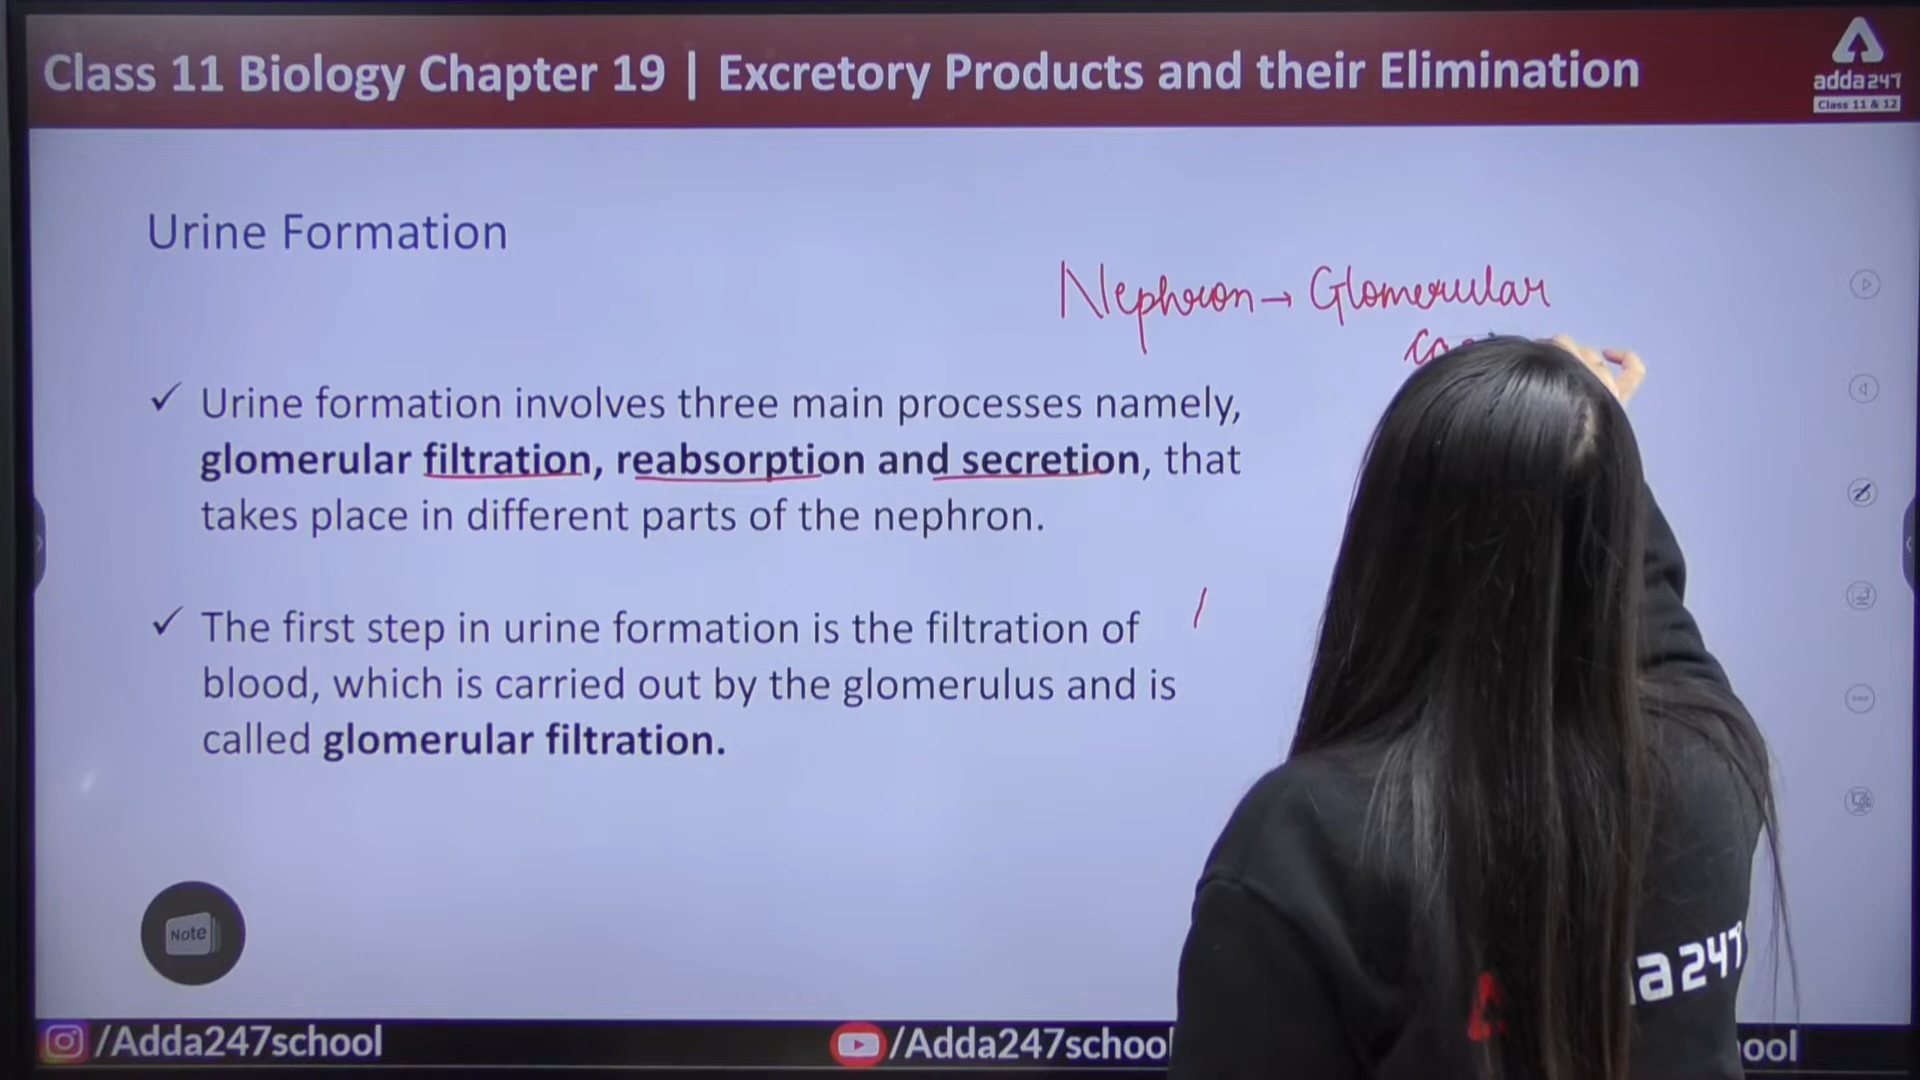 Class 11 Biology Chapter 19 | Excretory Products and their Elimination
adda247
Class 11 & 12
Urine Formation
Nephron → Glomerular
✓ Urine formation involves three main processes namely,
glomerular filtration, reabsorption and secretion, that
takes place in different parts of the nephron.
✓ The first step in urine formation is the filtration of
blood, which is carried out by the glomerulus and is
called glomerular filtration.
Note
a247
/Adda247school
/Adda247school
ool